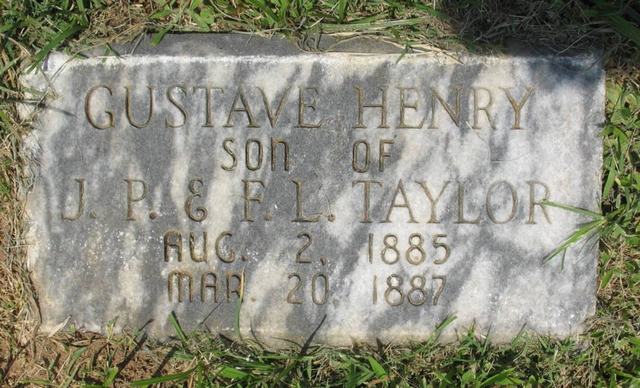 GUSTAVE HENRY
SON OF
J. P. & F. L. TAYLOR
AUG. 2, 1885
MAR. 20 1887